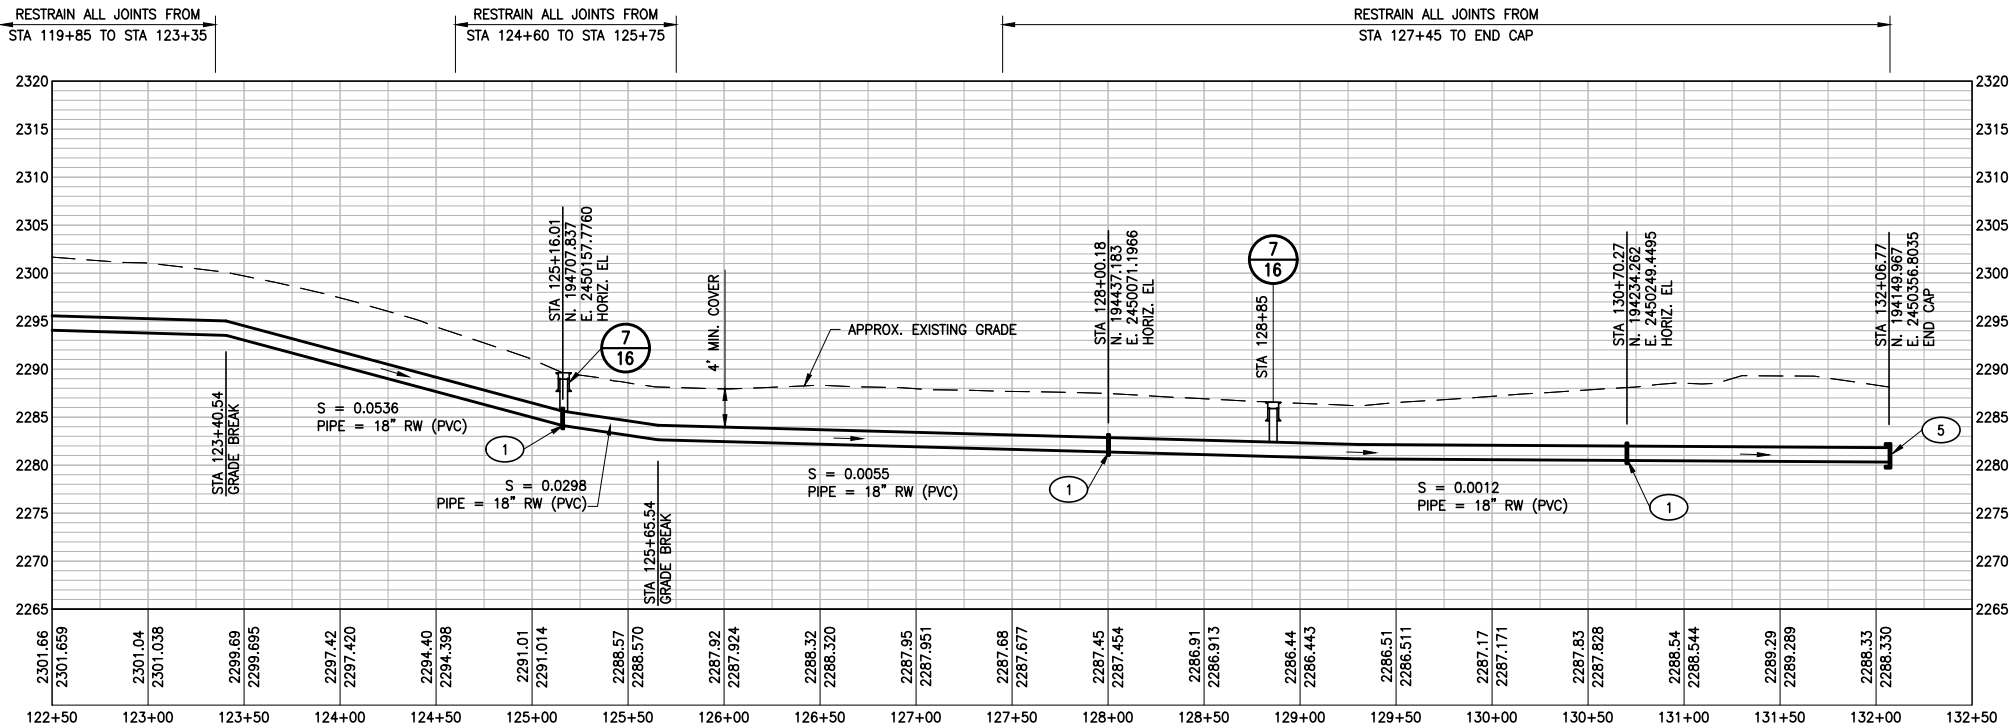 RESTRAIN ALL JOINTS FROM
STA 119+85 TO STA 123+35
RESTRAIN ALL JOINTS FROM
STA 124+60 TO STA 125+75
RESTRAIN ALL JOINTS FROM
STA 127+45 TO END CAP
2320
2315
2310
2305
2300
2295
2290
2285
2280
2275
2270
2265
STA 123+40.54
GRADE BREAK
S = 0.0536
PIPE = 18" RW (PVC)
STA 125+16.01
N. 194707.837
E. 2450157.7760
HORIZ. EL
7
16
1
S = 0.0298
PIPE = 18" RW (PVC)
STA 125+65.54
GRADE BREAK
4' MIN. COVER
APPROX. EXISTING GRADE
S = 0.0055
PIPE = 18" RW (PVC)
STA 128+00.18
N. 194437.183
E. 2450071.1966
HORIZ. EL
1
7
16
STA 128+85
S = 0.0012
PIPE = 18" RW (PVC)
STA 130+70.27
N. 194234.262
E. 2450249.4495
HORIZ. EL
1
STA 132+06.77
N. 194149.967
E. 2450356.8035
END CAP
5
2320
2315
2310
2305
2300
2295
2290
2285
2280
2275
2270
2265
2301.66
2301.659
2301.04
2301.038
2299.69
2299.695
2297.42
2297.420
2294.40
2294.398
2291.01
2291.014
2288.57
2288.570
2287.92
2287.924
2288.32
2288.320
2287.95
2287.951
2287.68
2287.677
2287.45
2287.454
2286.91
2286.913
2286.44
2286.443
2286.51
2286.511
2287.17
2287.171
2287.83
2287.828
2288.54
2288.544
2289.29
2289.289
2288.33
2288.330
122+50 123+00 123+50 124+00 124+50 125+00 125+50 126+00 126+50 127+00 127+50 128+00 128+50 129+00 129+50 130+00 130+50 131+00 131+50 132+00 132+50